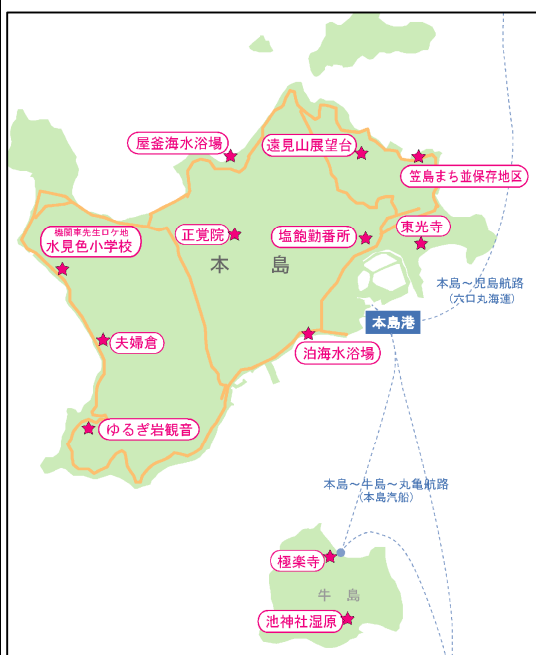 屋釜海水浴場
遠見山展望台
笠島まち並保存地区
機関車先生ロケ地
水見色小学校
正覚院
塩飽勤番所
東光寺
本島
本島〜児島航路
(六口丸海運)
本島港
夫婦倉
泊海水浴場
ゆるぎ岩観音
本島〜牛島〜丸亀航路
(本島汽船)
極楽寺
牛島
池神社湿原